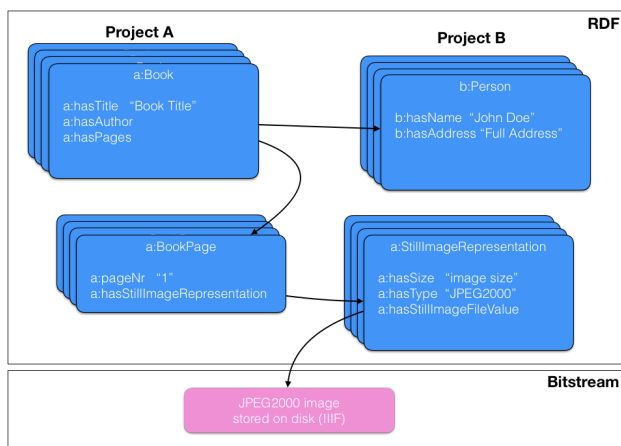 RDF
Project A
Project B
a:Book
a:hasTitle “Book Title”
a:hasAuthor
a:hasPages
b:Person
b:hasName “John Doe”
b:hasAddress “Full Address”
a:BookPage
a:pageNr “1”
a:hasStillImageRepresentation
a:StillImageRepresentation
a:hasSize “image size”
a:hasType “JPEG2000”
a:hasStillImageFileValue
Bitstream
JPEG2000 image
stored on disk (IIIF)